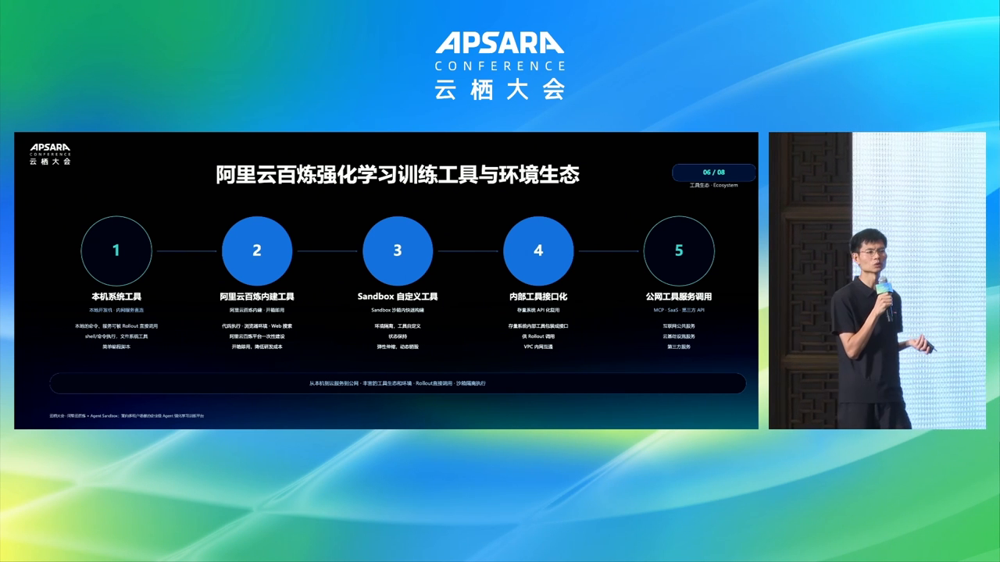 APSARA
CONFERENCE
云栖大会
APSARA
CONFERENCE
云栖大会
阿里云百炼强化学习训练工具与环境生态
06 / 08
工具生态 · Ecosystem
1
2
3
4
5
本机系统工具
本地开发机 · 内网服务直连
本地的命令、服务可被 Rollout 直接调用
shell/命令执行、文件系统工具
简单编程脚本
阿里云百炼内建工具
阿里云百炼内建 · 开箱即用
代码执行 · 浏览器环境 · Web 搜索
阿里云百炼平台一次性建设
开箱即用，降低研发成本
Sandbox 自定义工具
Sandbox 沙箱内快速构建
环境隔离、工具自定义
状态保持
弹性伸缩，动态销毁
内部工具接口化
存量系统 API 化复用
存量系统内部工具包装成接口
供 Rollout 调用
VPC 内网互通
公网工具服务调用
MCP · SaaS · 第三方 API
互联网公共服务
云基础设施服务
第三方服务
从本机到云服务到公网 · 丰富的工具生态和环境 · Rollout直接调用 · 沙箱隔离执行
云栖大会 · 阿里云百炼 × Agent Sandbox：面向多租户场景的企业级 Agent 强化学习训练平台